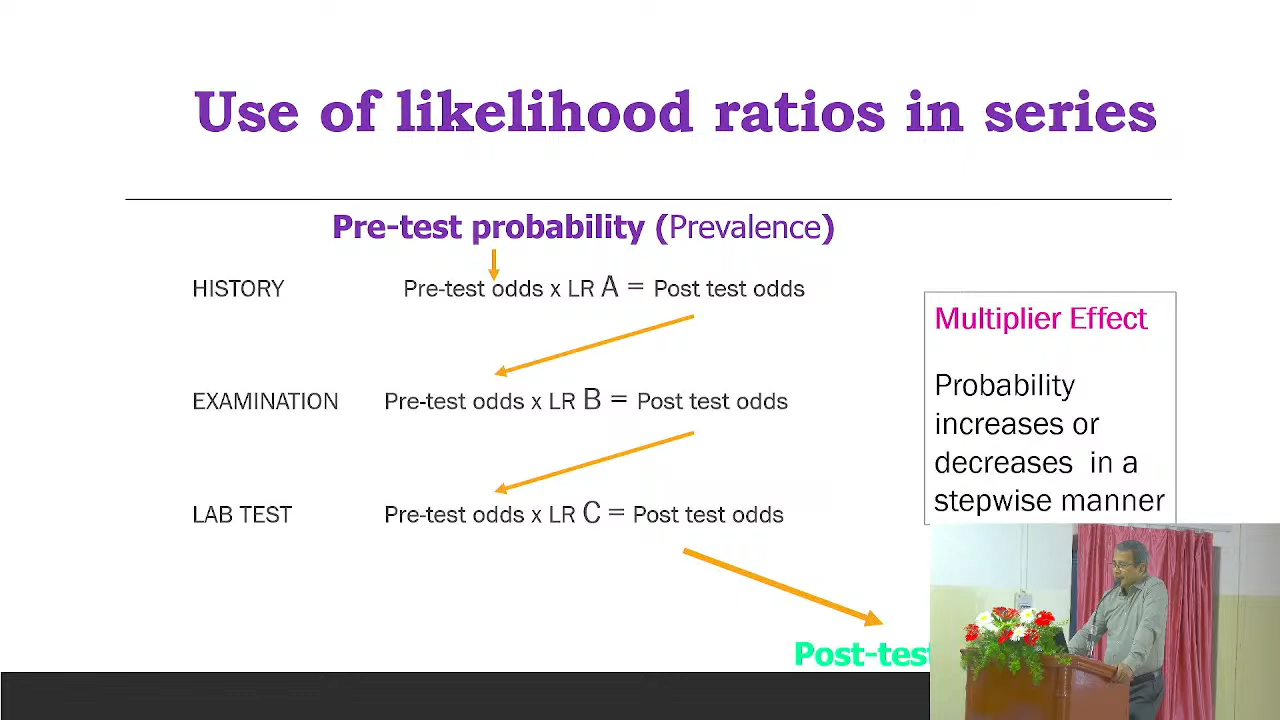 Use of likelihood ratios in series
Pre-test probability (Prevalence)
HISTORY Pre-test odds x LR A = Post test odds
EXAMINATION Pre-test odds x LR B = Post test odds
LAB TEST Pre-test odds x LR C = Post test odds
Multiplier Effect
Probability
increases or
decreases in a
stepwise manner
Post-test